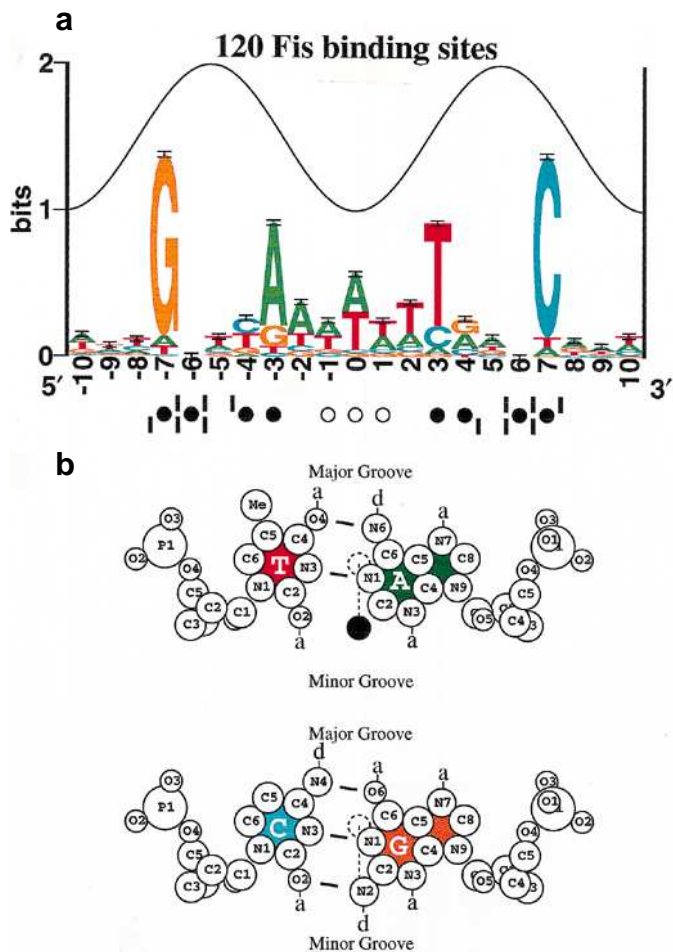 a
120 Fis binding sites
2
bits
1
0
-10 -9 -8 -7 -6 -5 -4 -3 -2 -1 0 1 2 3 4 5 6 7 8 9 10
5′ 3′
G A A A T T T C
b
Major Groove
a d a
Me O4 N6 N7
O3 C5 C4 C6 C5 C8 O3 O1
P1 C6 T N3 N1 A O2
O2 O4 N1 C2 C2 C4 N9 O4
C5 O2 N3 C5
C3 C2 C1 a a O5 C4
Minor Groove
Major Groove
d a a
N4 O6 N7
O3 C5 C4 C6 C5 C8 O3 O1
P1 C6 C N3 N1 G O2
O2 O4 N1 C2 C2 C4 N9 O4
C5 O2 N2 N3 C5
C3 C2 C1 a d a O5 C4
Minor Groove